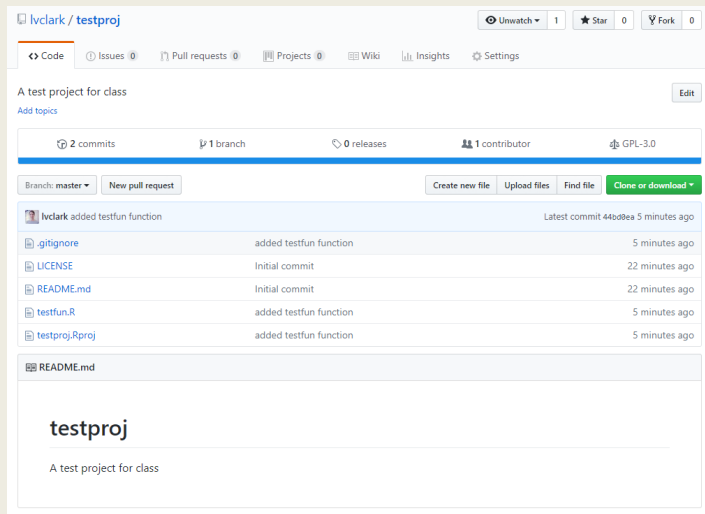 lvclark / testproj Unwatch 1 Star 0 Fork 0
Code Issues 0 Pull requests 0 Projects 0 Wiki Insights Settings
A test project for class Edit
Add topics
2 commits 1 branch 0 releases 1 contributor GPL-3.0
Branch: master New pull request Create new file Upload files Find file Clone or download
lvclark added testfun function Latest commit 44bd8ea 5 minutes ago
.gitignore added testfun function 5 minutes ago
LICENSE Initial commit 22 minutes ago
README.md Initial commit 22 minutes ago
testfun.R added testfun function 5 minutes ago
testproj.Rproj added testfun function 5 minutes ago
README.md
testproj
A test project for class